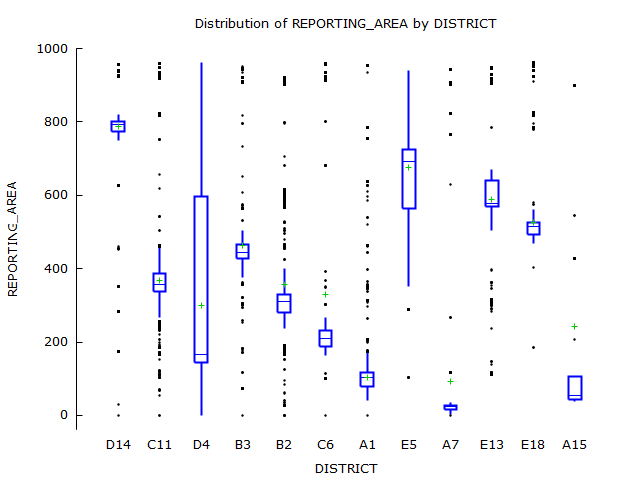 Distribution of REPORTING_AREA by DISTRICT
1000
800
600
400
200
0
REPORTING_AREA
D14 C11 D4 B3 B2 C6 A1 E5 A7 E13 E18 A15
DISTRICT